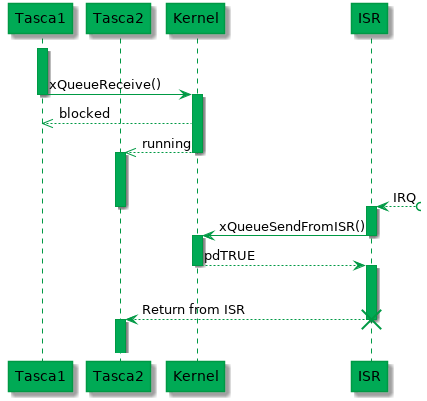 Tasca1 Tasca2 Kernel ISR
xQueueReceive()
blocked
running
IRQ
xQueueSendFromISR()
pdTRUE
Return from ISR
Tasca1 Tasca2 Kernel ISR